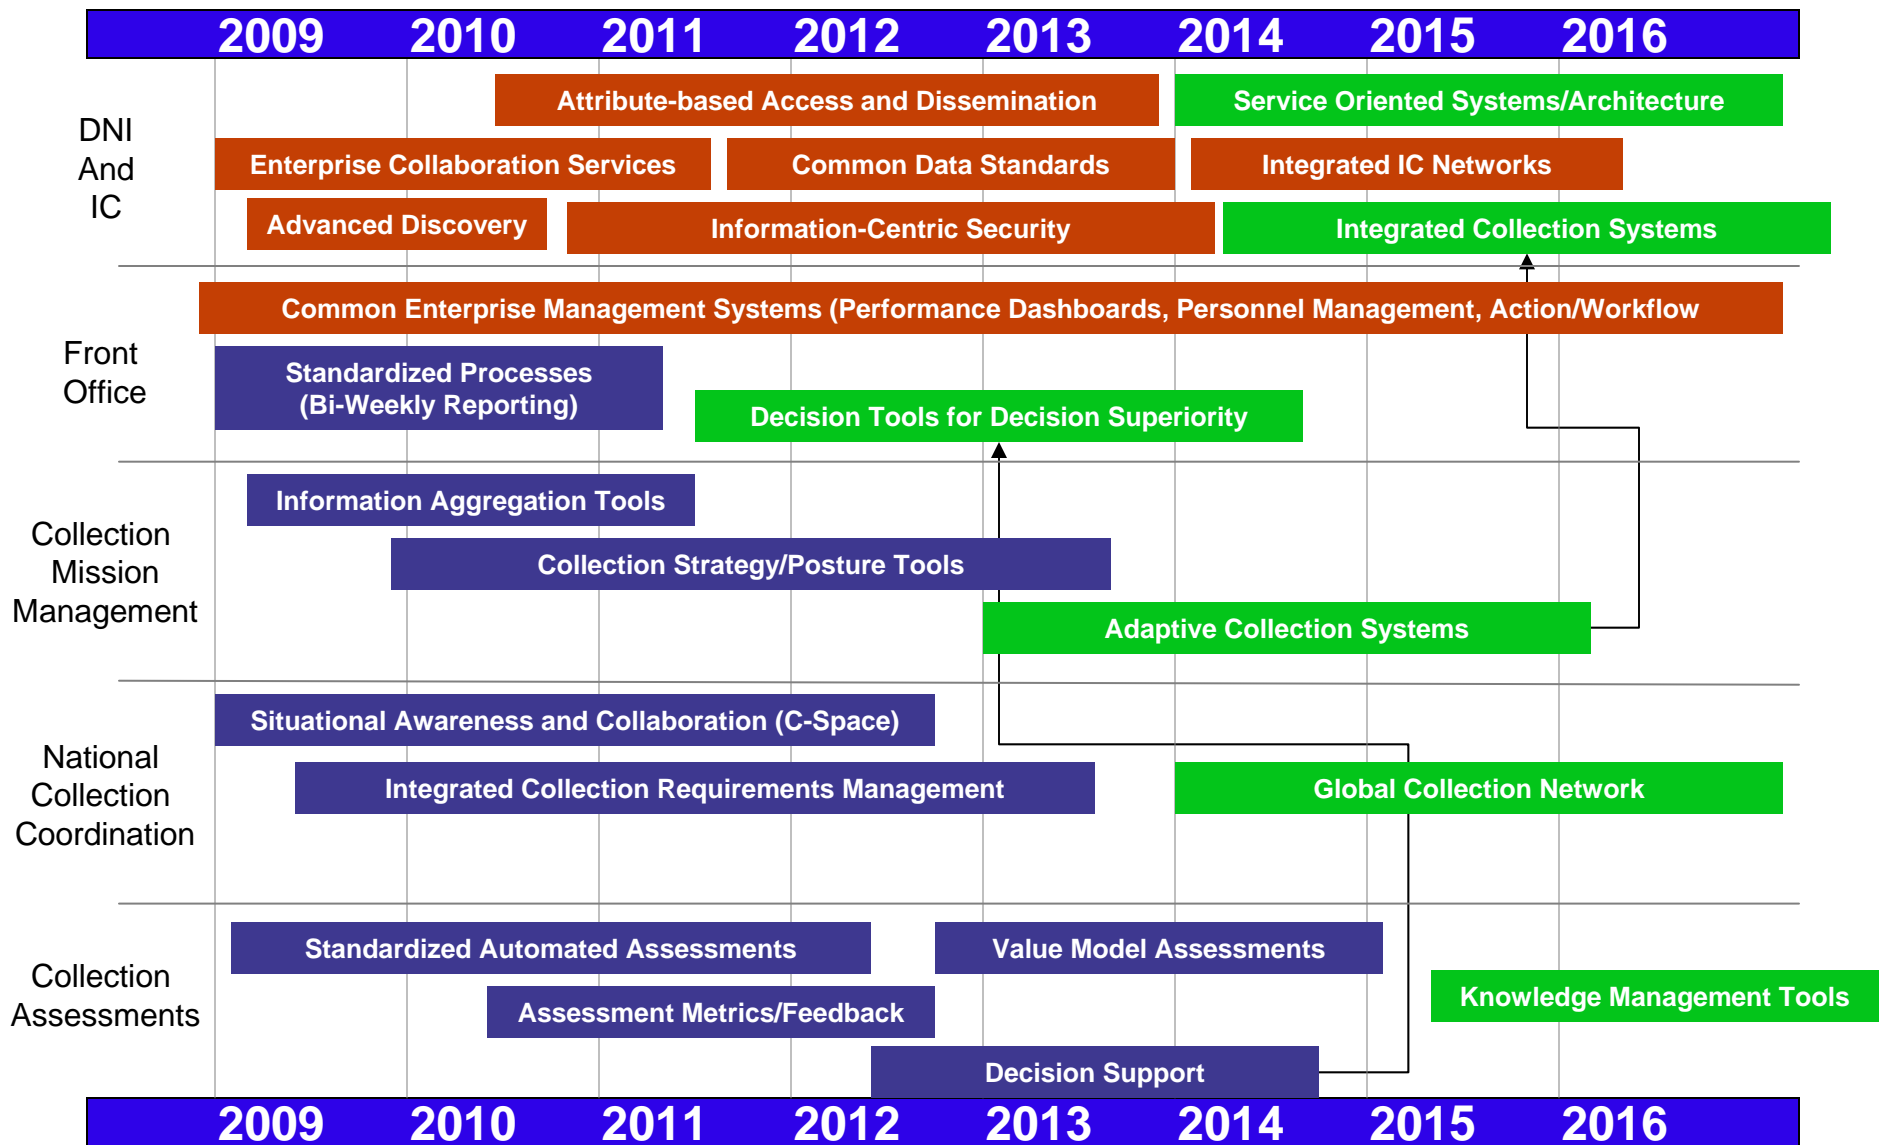 2009 2010 2011 2012 2013 2014 2015 2016
DNI
And
IC
Attribute-based Access and Dissemination
Service Oriented Systems/Architecture
Enterprise Collaboration Services
Common Data Standards
Integrated IC Networks
Advanced Discovery
Information-Centric Security
Integrated Collection Systems
Front
Office
Common Enterprise Management Systems (Performance Dashboards, Personnel Management, Action/Workflow
Standardized Processes
(Bi-Weekly Reporting)
Decision Tools for Decision Superiority
Collection
Mission
Management
Information Aggregation Tools
Collection Strategy/Posture Tools
Adaptive Collection Systems
National
Collection
Coordination
Situational Awareness and Collaboration (C-Space)
Integrated Collection Requirements Management
Global Collection Network
Collection
Assessments
Standardized Automated Assessments
Value Model Assessments
Knowledge Management Tools
Assessment Metrics/Feedback
Decision Support
2009 2010 2011 2012 2013 2014 2015 2016